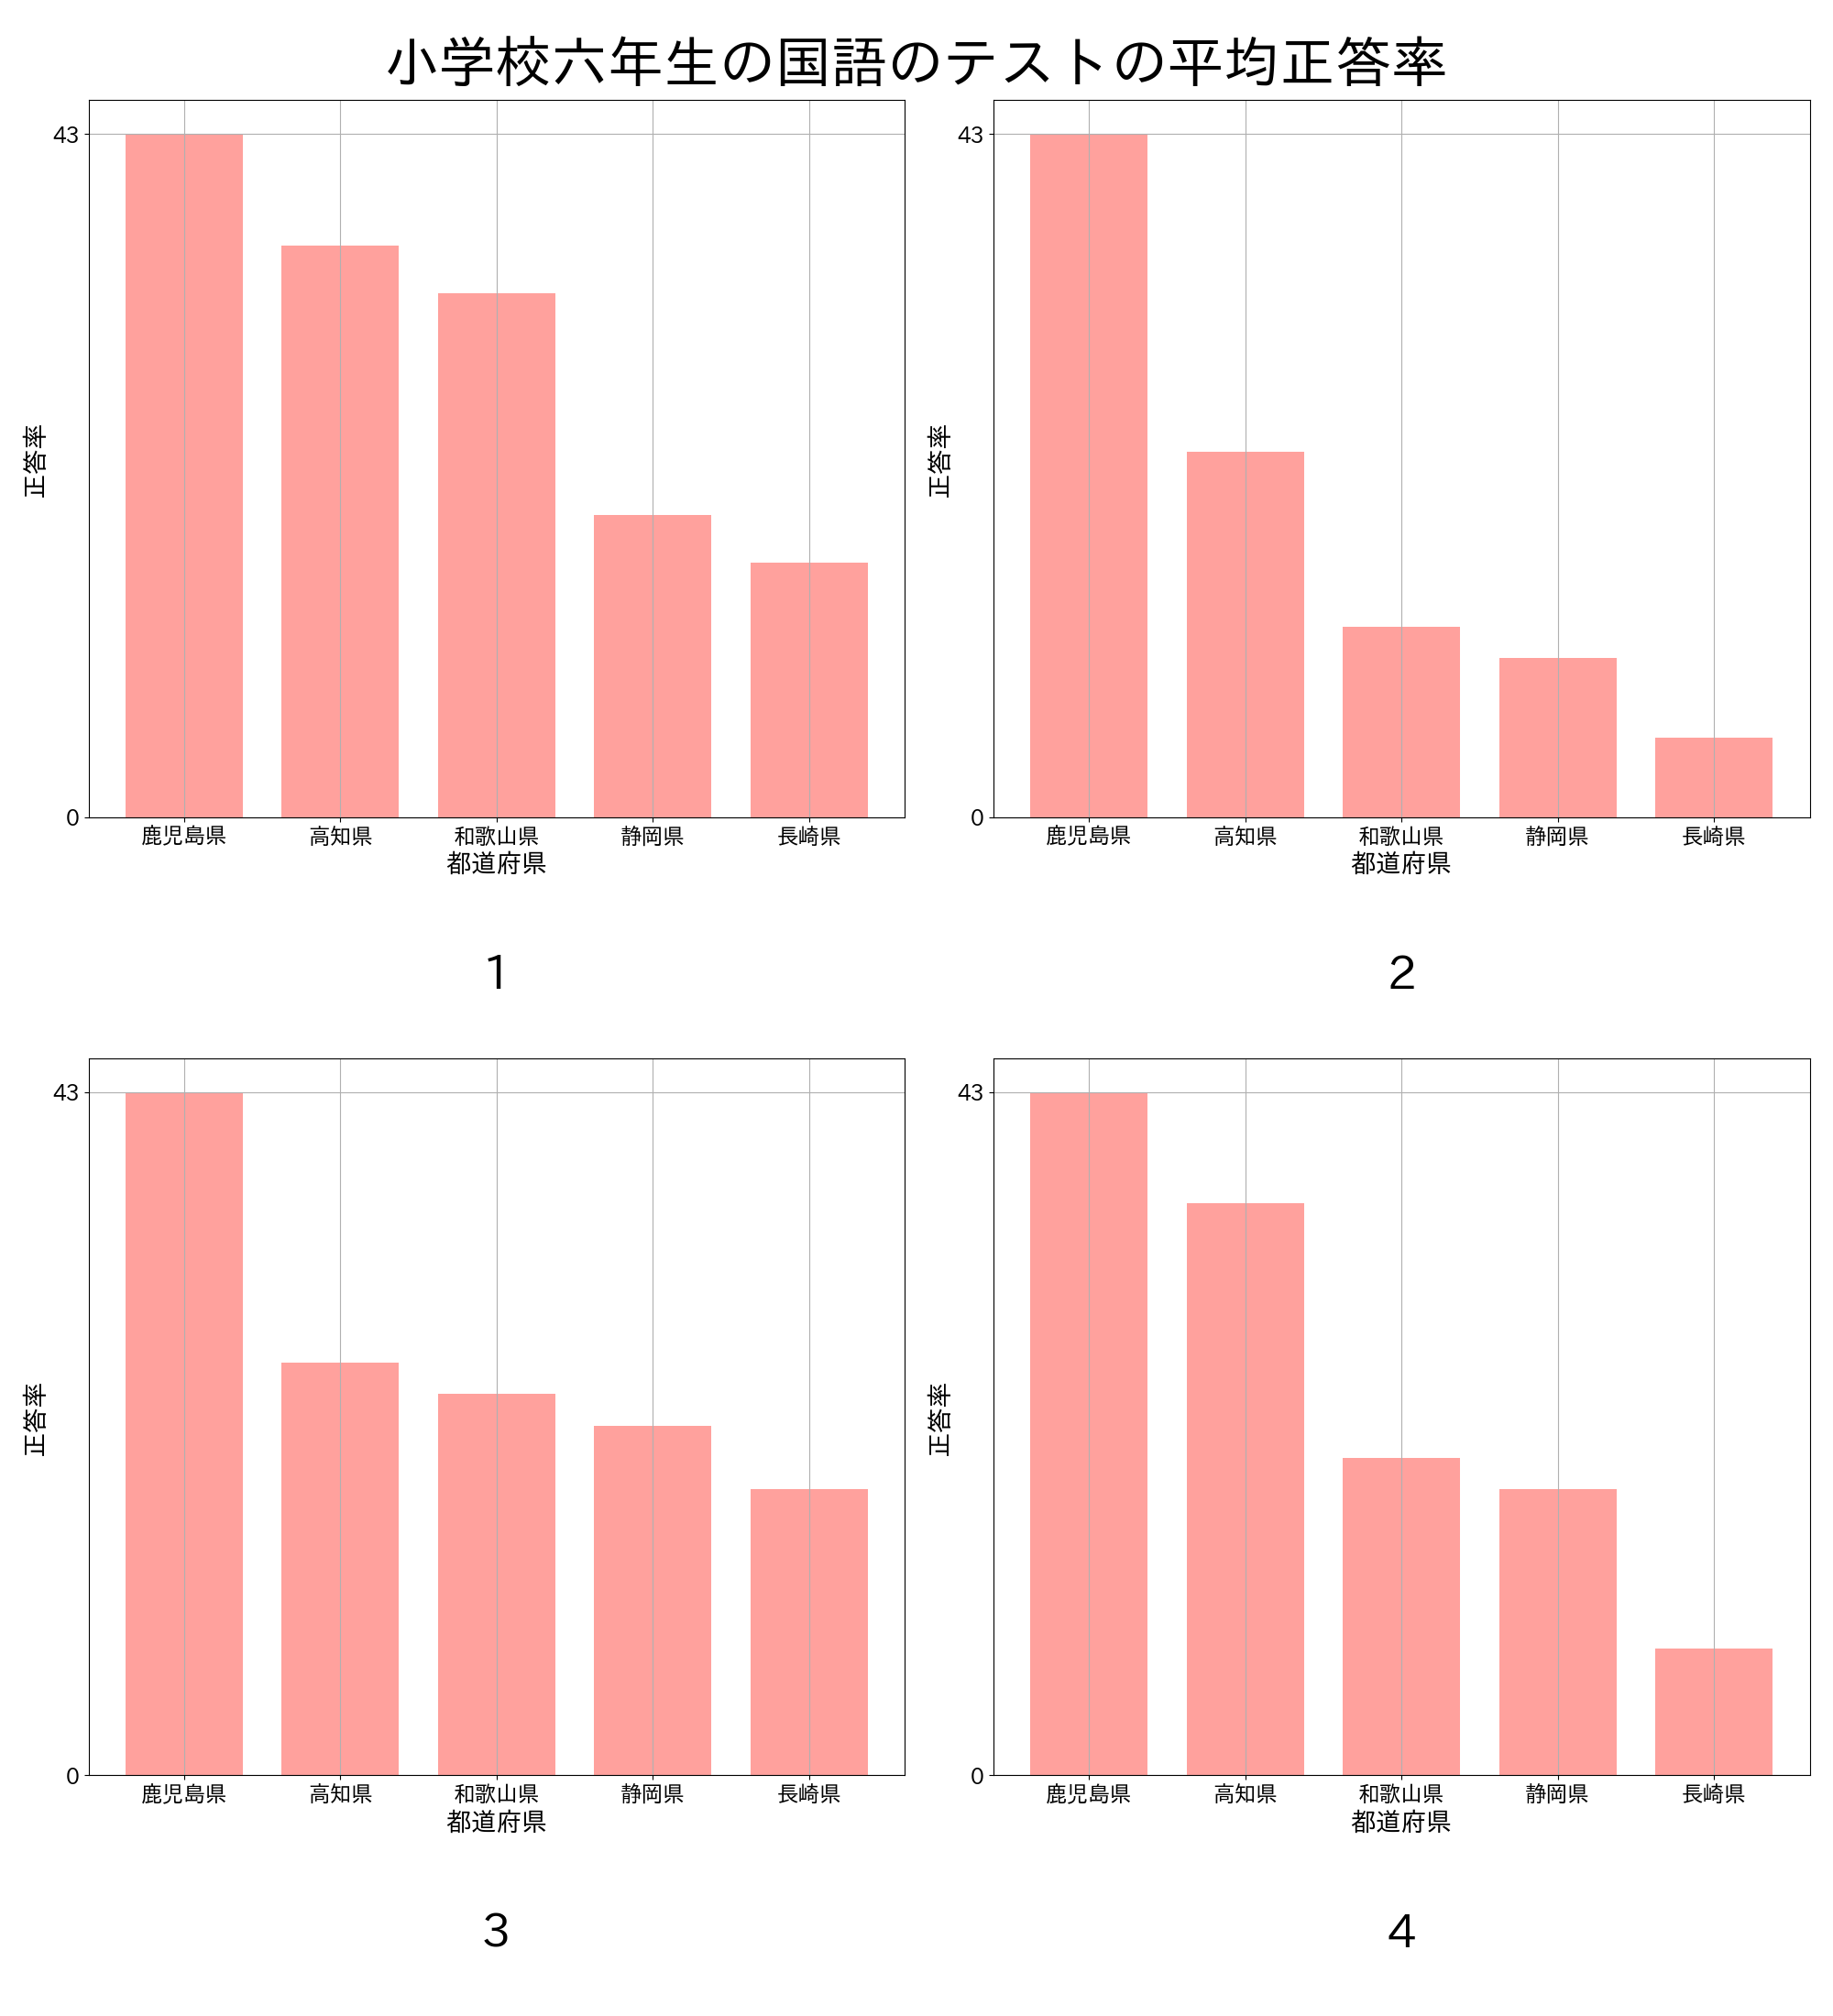 小学校六年生の国語のテストの平均正答率
43
0
正答率
鹿児島県 高知県 和歌山県 静岡県 長崎県
都道府県
1
43
0
正答率
鹿児島県 高知県 和歌山県 静岡県 長崎県
都道府県
2
43
0
正答率
鹿児島県 高知県 和歌山県 静岡県 長崎県
都道府県
3
43
0
正答率
鹿児島県 高知県 和歌山県 静岡県 長崎県
都道府県
4